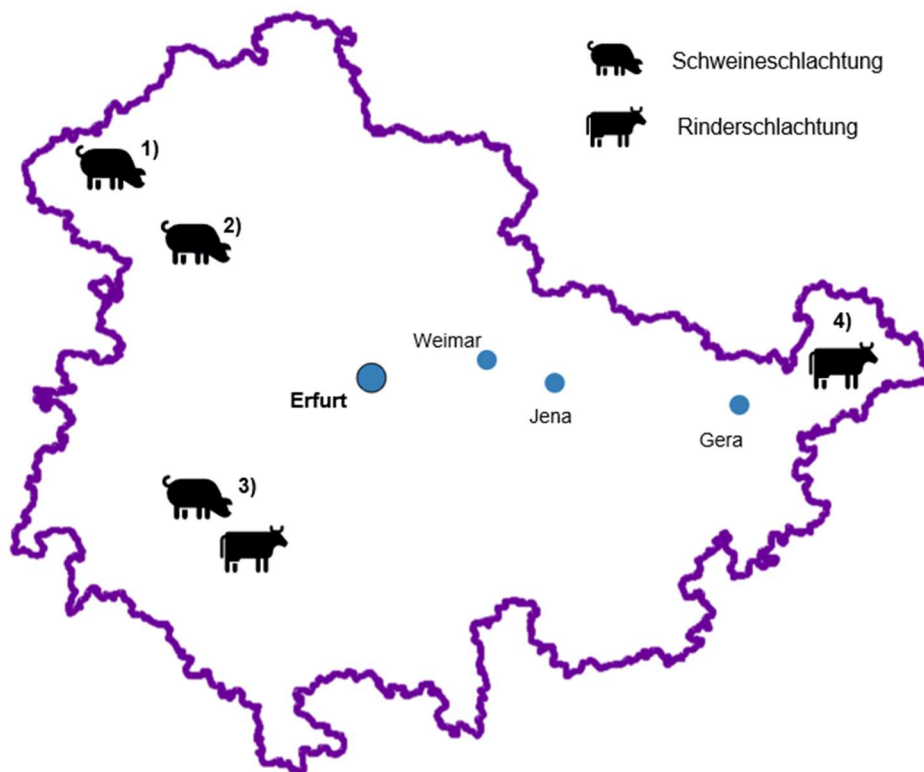 Schweineschlachtung
Rinderschlachtung
1)
2)
4)
Weimar
Erfurt
Jena
Gera
3)